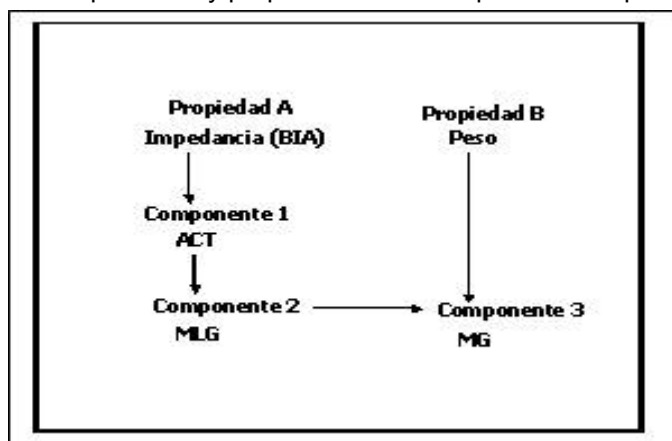 Propiedad A
Impedancia (BIA)
Propiedad B
Peso
Componente 1
ACT
Componente 2
MLG
Componente 3
MG